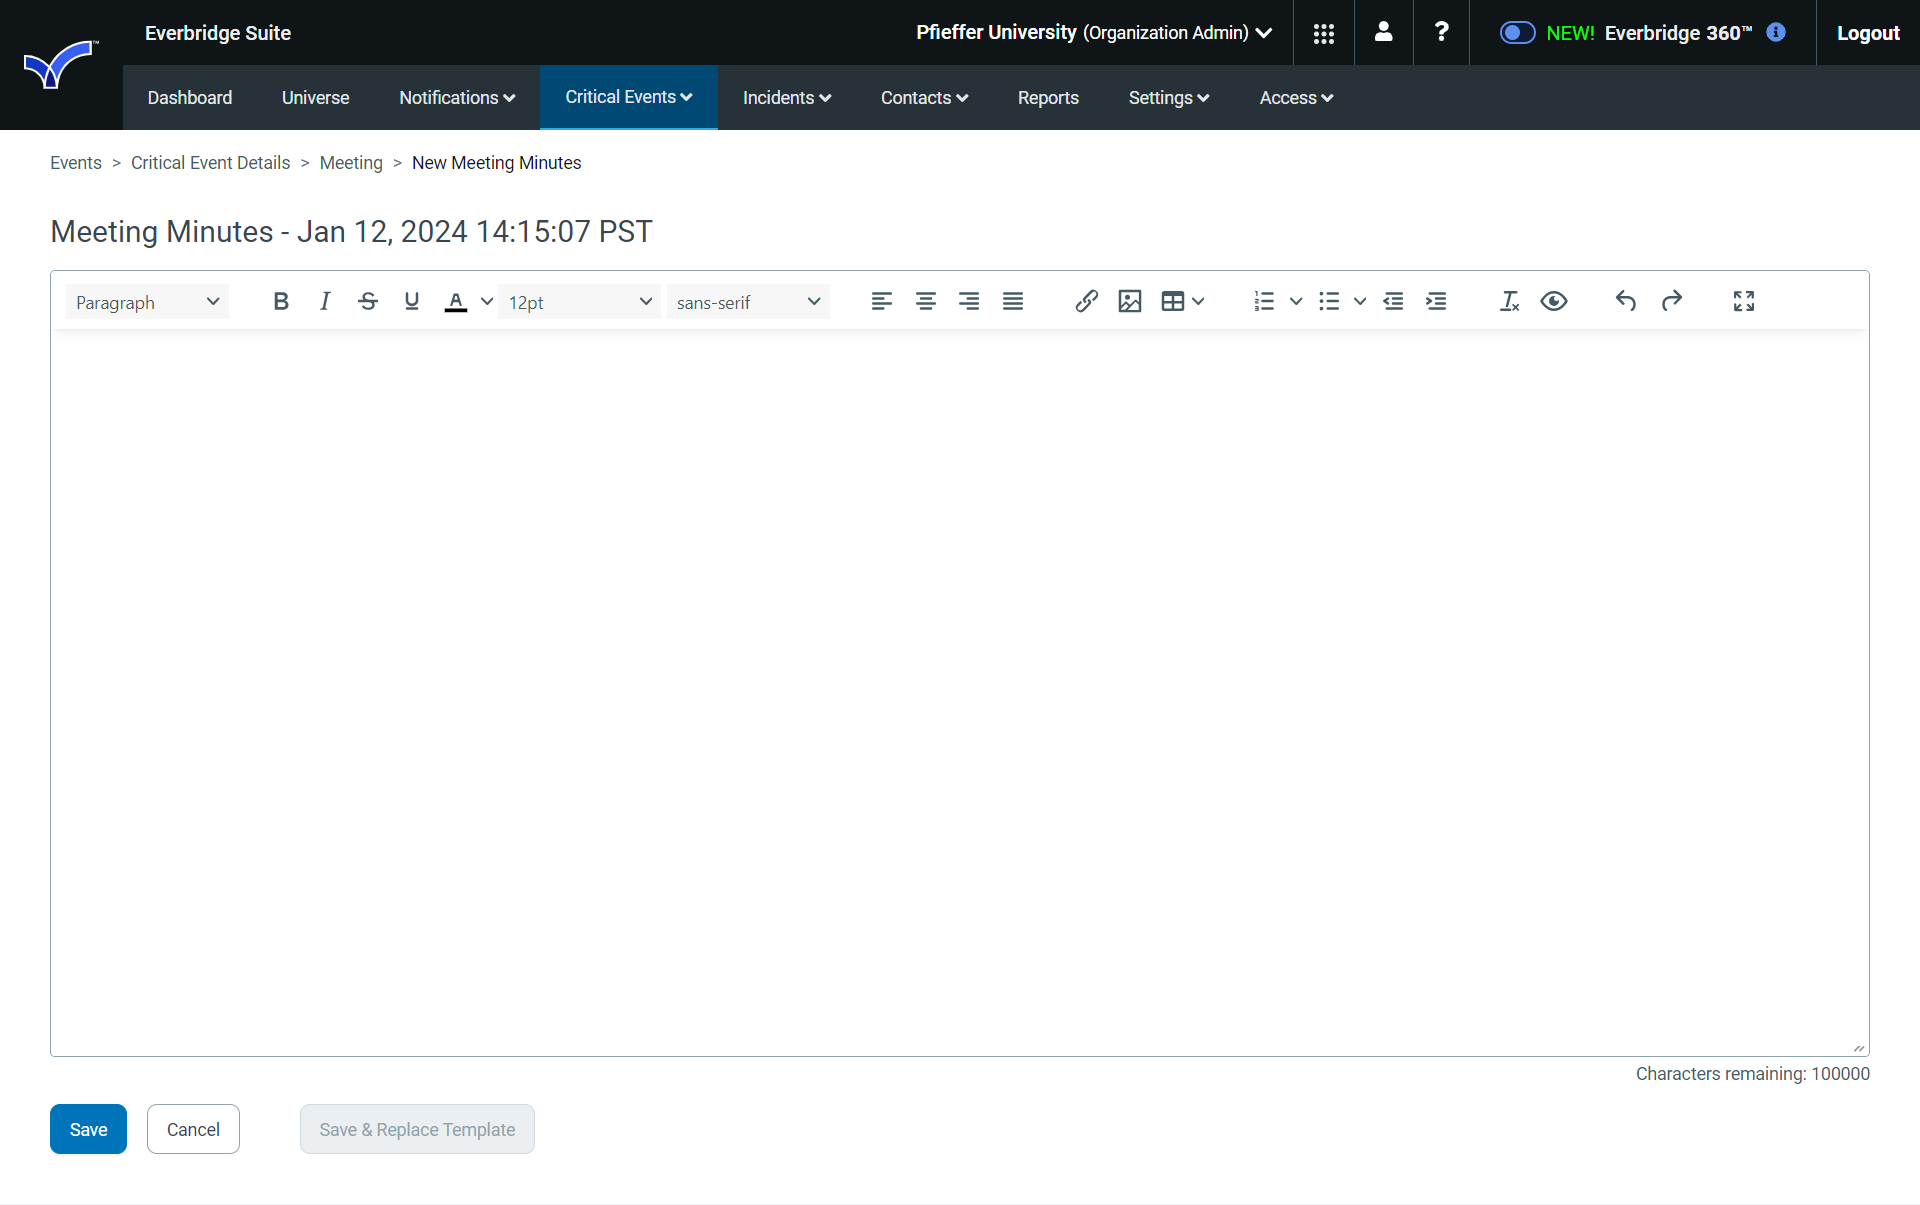 Everbridge Suite
Pfieffer University (Organization Admin)
NEW! Everbridge 360™
Logout
Dashboard Universe Notifications Critical Events Incidents Contacts Reports Settings Access
Events > Critical Event Details > Meeting > New Meeting Minutes
Meeting Minutes - Jan 12, 2024 14:15:07 PST
Paragraph 12pt sans-serif
Characters remaining: 100000
Save Cancel Save & Replace Template